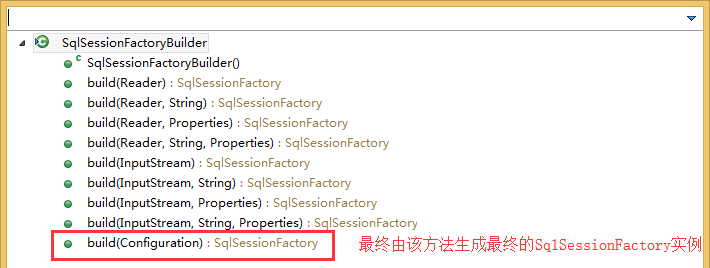 SqlSessionFactoryBuilder
SqlSessionFactoryBuilder()
build(Reader) : SqlSessionFactory
build(Reader, String) : SqlSessionFactory
build(Reader, Properties) : SqlSessionFactory
build(Reader, String, Properties) : SqlSessionFactory
build(InputStream) : SqlSessionFactory
build(InputStream, String) : SqlSessionFactory
build(InputStream, Properties) : SqlSessionFactory
build(InputStream, String, Properties) : SqlSessionFactory
build(Configuration) : SqlSessionFactory 最终由该方法生成最终的SqlSessionFactory实例